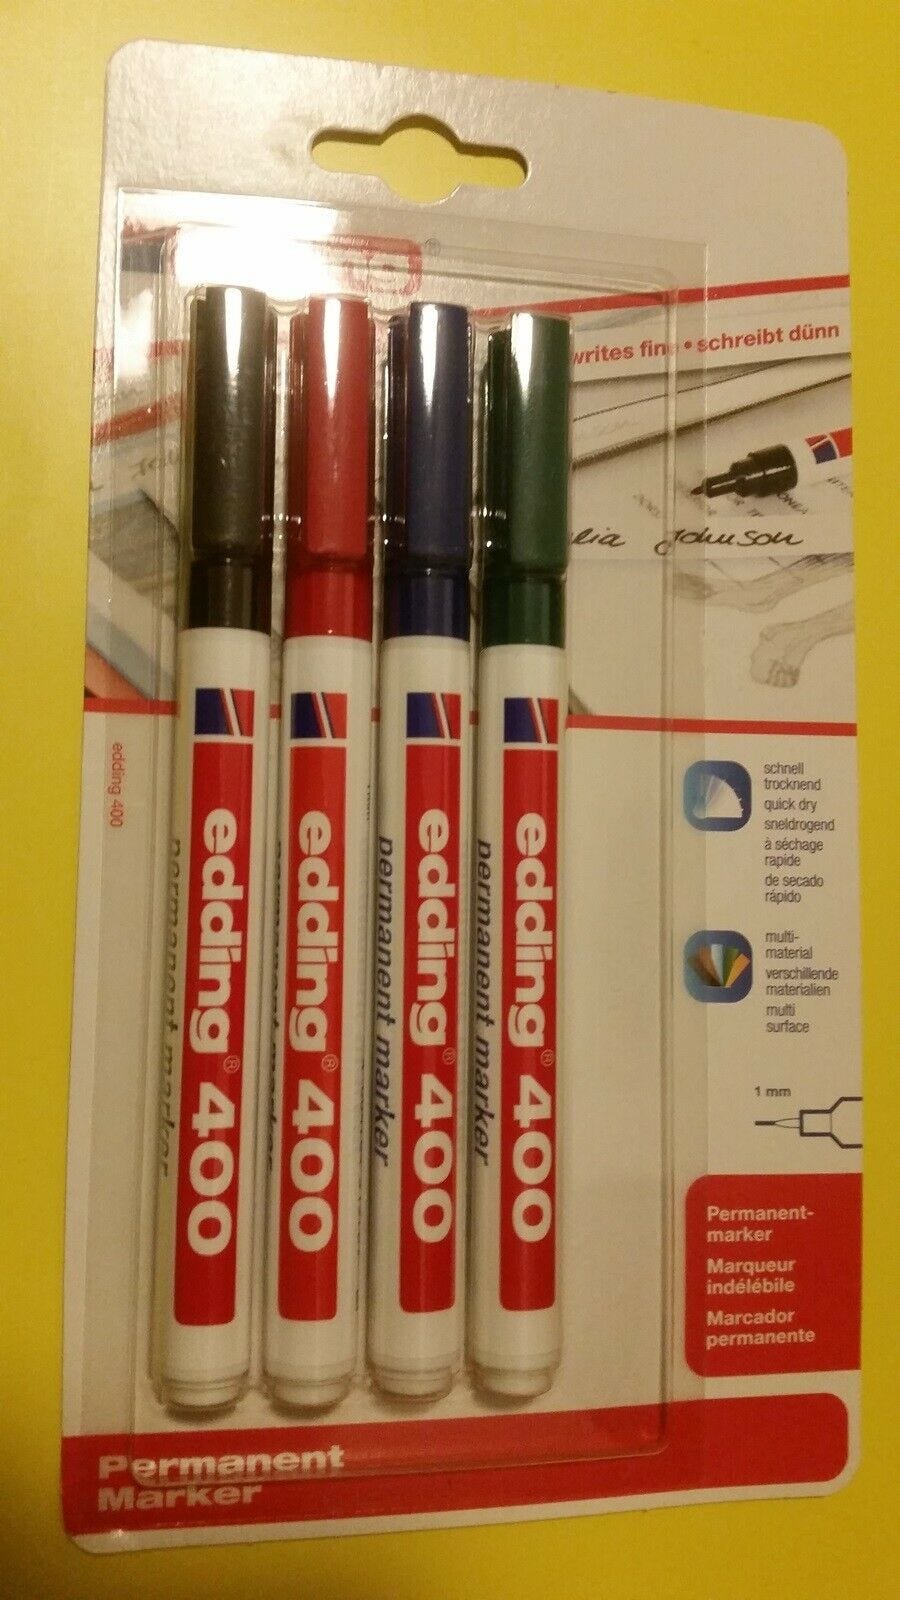 writes fine • schreibt dünn
Johnson
edding 400
permanent marker
edding® 400
edding® 400
permanent marker
edding® 400
permanent marker
edding® 400
schnell
trocknend
quick dry
sneldrogend
à séchage
rapide
de secado
rápido
multi-
material
verschillende
materialien
multi
surface
1 mm
Permanent-
marker
Marqueur
indélébile
Marcador
permanente
Permanent
Marker